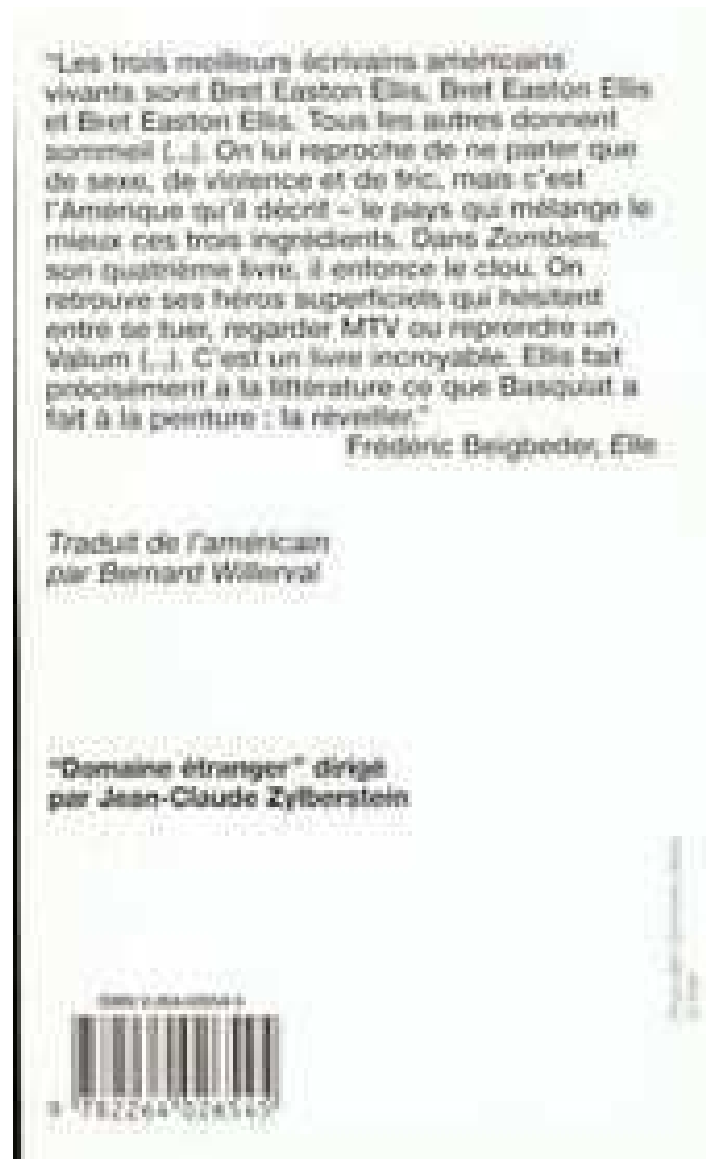 "Les trois meilleurs écrivains américains
vivants sont Bret Easton Ellis, Bret Easton Ellis
et Bret Easton Ellis. Tous les autres donnent
sommeil (...). On lui reproche de ne parler que
de sexe, de violence et de fric, mais c'est
l'Amérique qu'il décrit – le pays qui mélange le
mieux ces trois ingrédients. Dans Zombies,
son quatrième livre, il enfonce le clou. On
retrouve ses héros superficiels qui hésitent
entre se tuer, regarder MTV ou reprendre un
Valium (...). C'est un livre incroyable. Ellis fait
précisément à la littérature ce que Basquiat a
fait à la peinture : la réveiller."
Frédéric Beigbeder, Elle
Traduit de l'américain
par Bernard Willerval
"Domaine étranger" dirigé
par Jean-Claude Zylberstein
ISBN